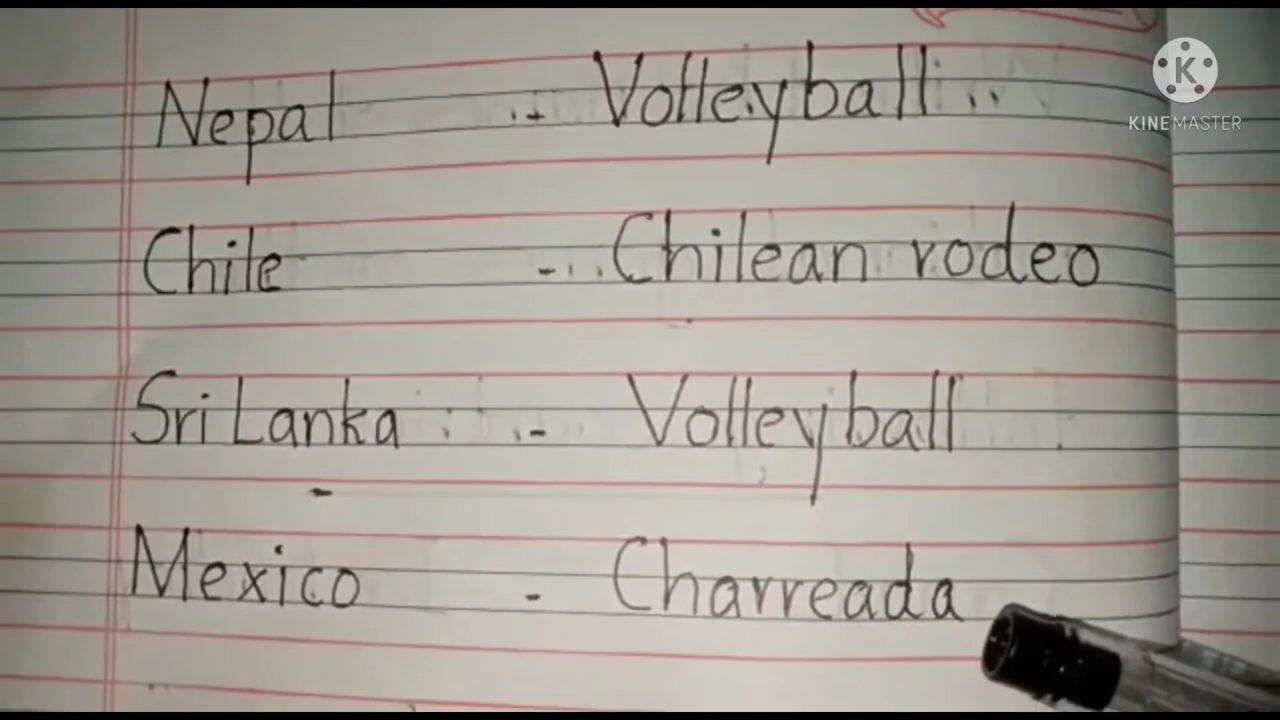 Nepal - Volleyball
Chile - Chilean rodeo
Sri Lanka - Volleyball
Mexico - Charreada
K
KINEMASTER